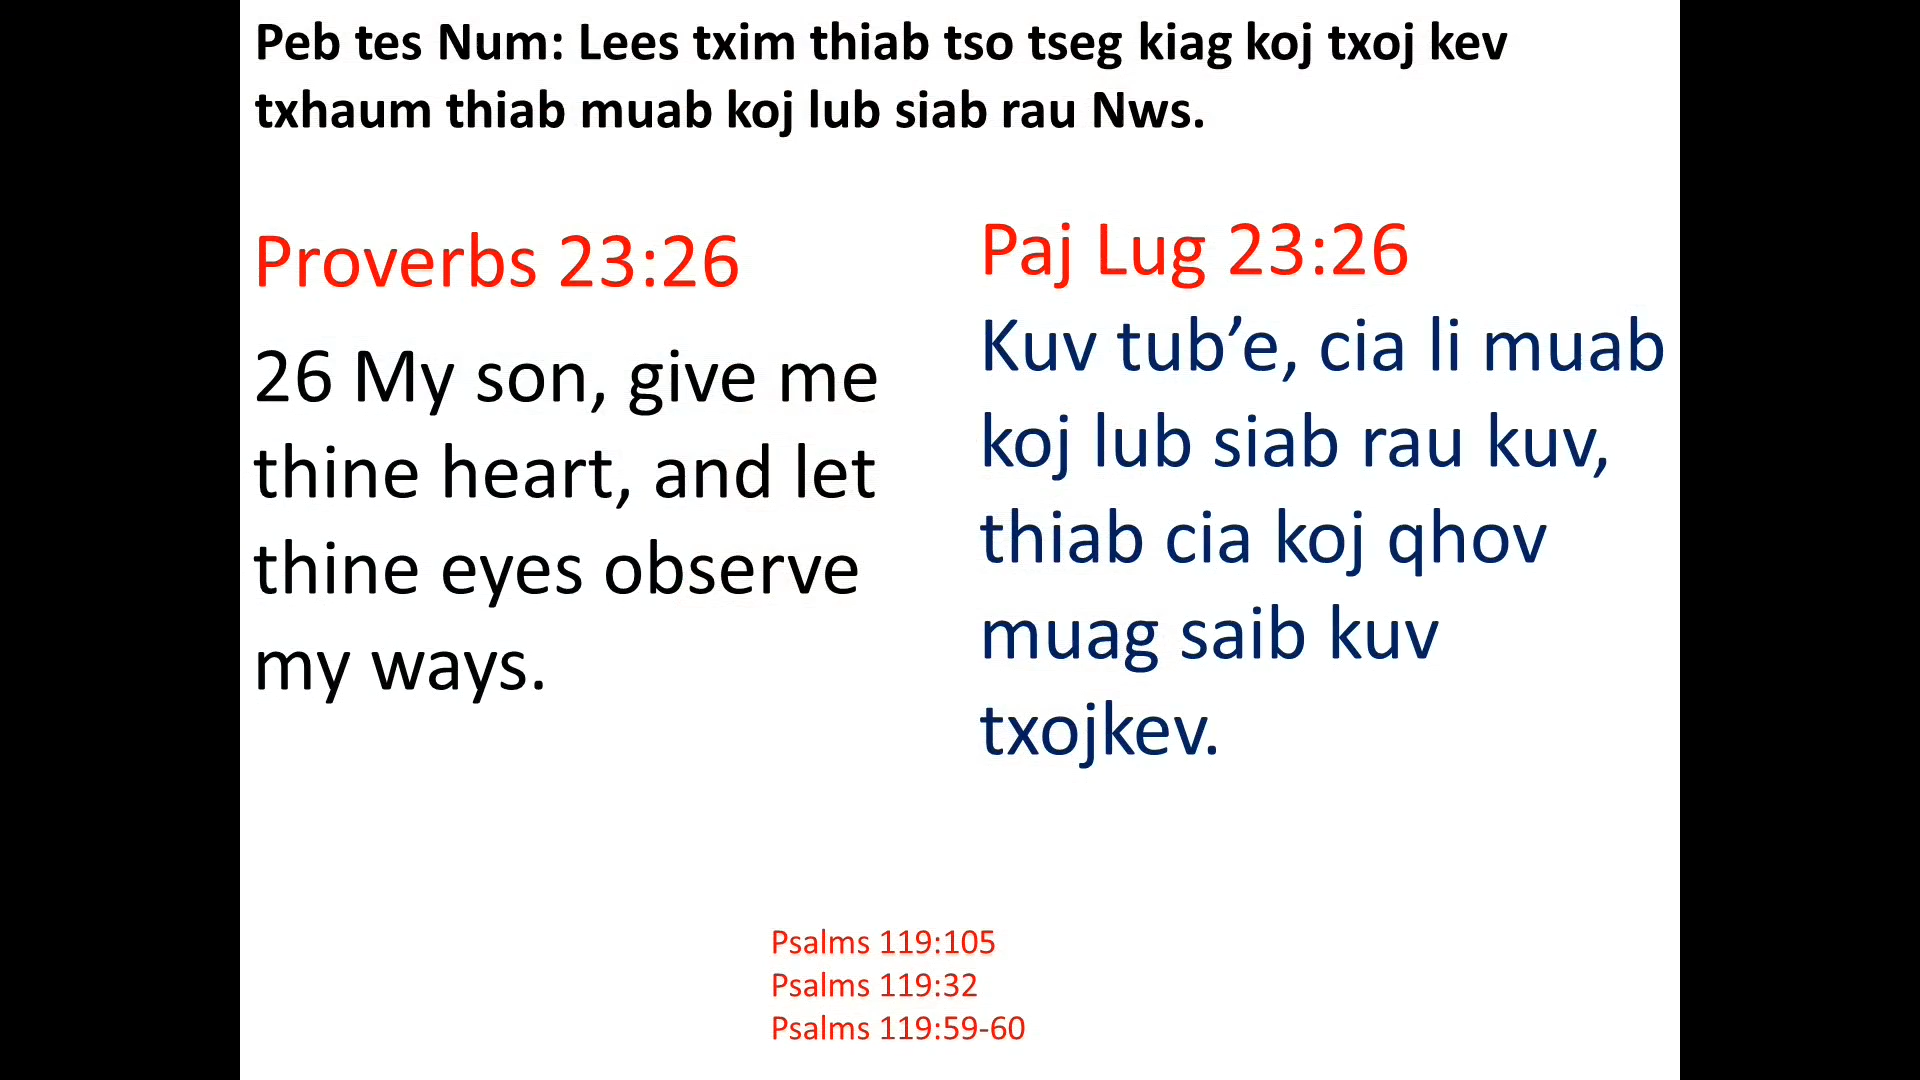 Peb tes Num: Lees txim thiab tso tseg kiag koj txoj kev
txhaum thiab muab koj lub siab rau Nws.
Proverbs 23:26
26 My son, give me
thine heart, and let
thine eyes observe
my ways.
Paj Lug 23:26
Kuv tub’e, cia li muab
koj lub siab rau kuv,
thiab cia koj qhov
muag saib kuv
txojkev.
Psalms 119:105
Psalms 119:32
Psalms 119:59-60